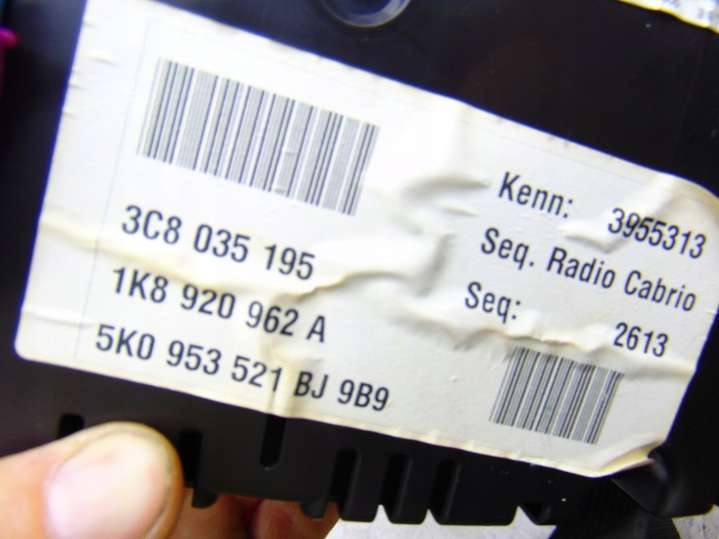 3C8 035 195
1K8 920 962 A
5K0 953 521 BJ 9B9
Kenn: 3955313
Seq. Radio Cabrio
Seq: 2613